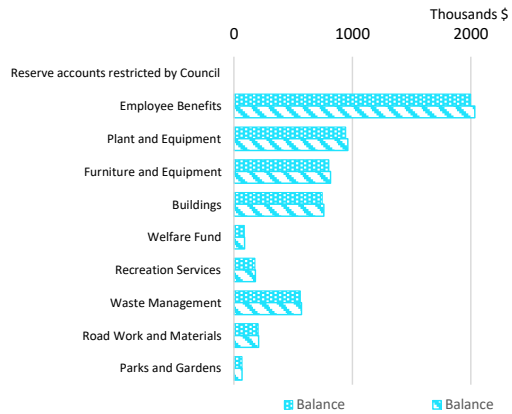 Thousands $
0 1000 2000
Reserve accounts restricted by Council
Employee Benefits
Plant and Equipment
Furniture and Equipment
Buildings
Welfare Fund
Recreation Services
Waste Management
Road Work and Materials
Parks and Gardens
Balance Balance